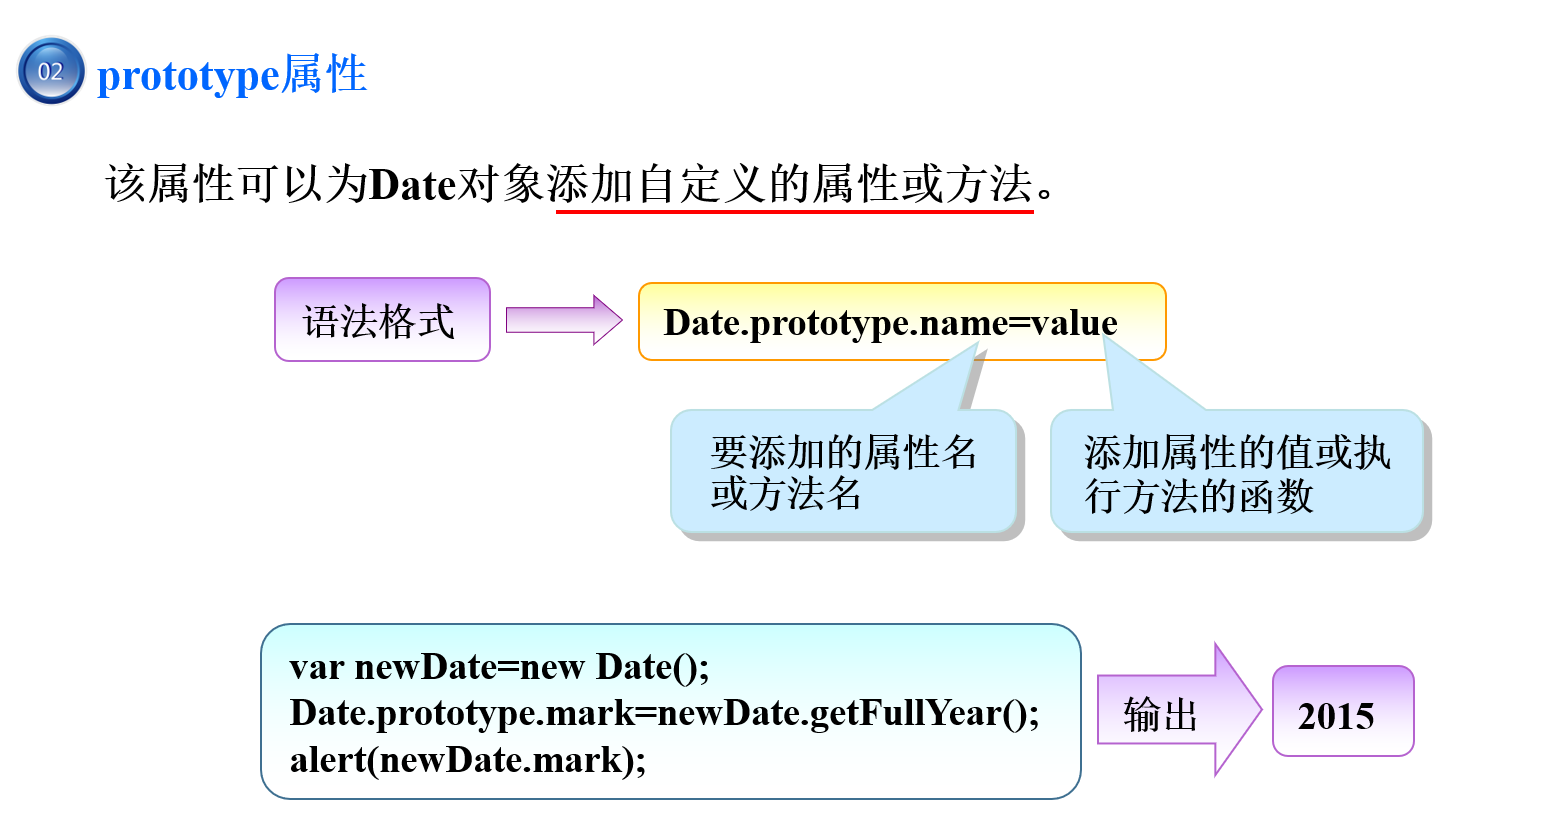 02
prototype属性
该属性可以为Date对象添加自定义的属性或方法。
语法格式
Date.prototype.name=value
要添加的属性名
或方法名
添加属性的值或执
行方法的函数
var newDate=new Date();
Date.prototype.mark=newDate.getFullYear();
alert(newDate.mark);
输出
2015